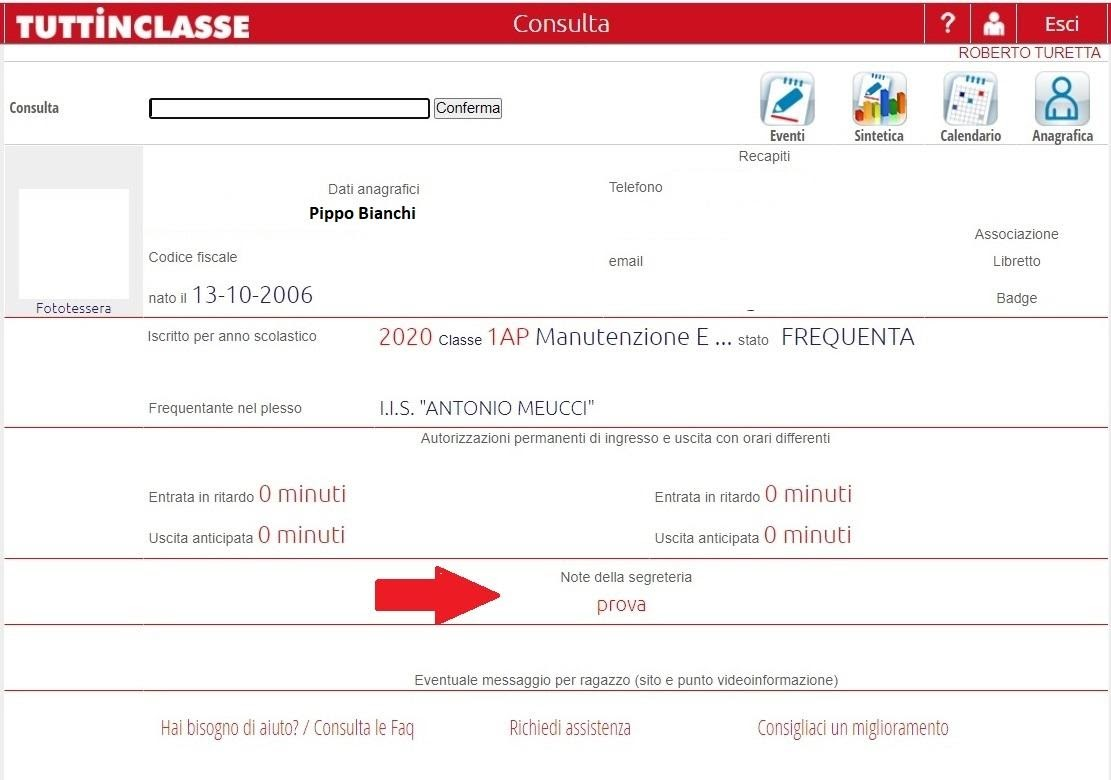 TUTTINCLASSE Consulta ? Esci
ROBERTO TURETTA
Consulta Conferma
Eventi Sintetica Calendario Anagrafica
Recapiti
Dati anagrafici Telefono
Pippo Bianchi
Associazione
Codice fiscale email Libretto
nato il 13-10-2006 – Badge
Fototessera
Iscritto per anno scolastico 2020 Classe 1AP Manutenzione E ... stato FREQUENTA
Frequentante nel plesso I.I.S. "ANTONIO MEUCCI"
Autorizzazioni permanenti di ingresso e uscita con orari differenti
Entrata in ritardo 0 minuti Entrata in ritardo 0 minuti
Uscita anticipata 0 minuti Uscita anticipata 0 minuti
Note della segreteria
prova
Eventuale messaggio per ragazzo (sito e punto videoinformazione)
Hai bisogno di aiuto? / Consulta le Faq Richiedi assistenza Consigliaci un miglioramento